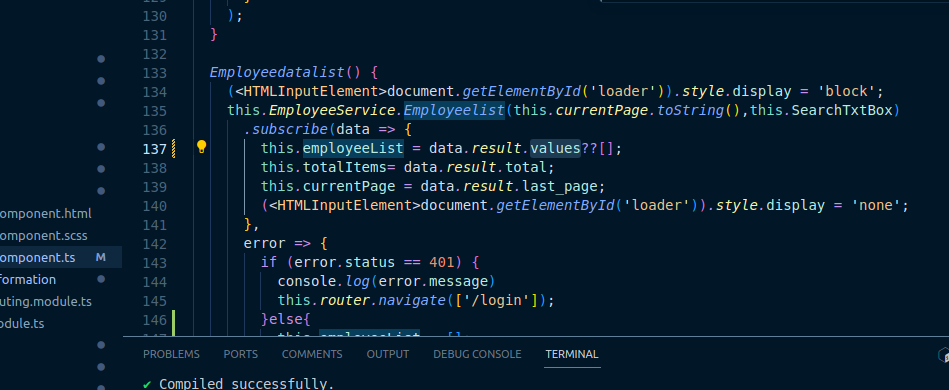 130 );
131 }
132
133 Employeedatalist() {
134 (<HTMLInputElement>document.getElementById('loader')).style.display = 'block';
135 this.EmployeeService.Employeelist(this.currentPage.toString(),this.SearchTxtBox)
136 .subscribe(data => {
137 this.employeeList = data.result.values??[];
138 this.totalItems= data.result.total;
139 this.currentPage = data.result.last_page;
140 (<HTMLInputElement>document.getElementById('loader')).style.display = 'none';
omponent.html
141 },
omponent.scss
142 error => {
omponent.ts M
143 if (error.status == 401) {
formation
144 console.log(error.message)
uting.module.ts
145 this.router.navigate(['/login']);
odule.ts
146 }else{
PROBLEMS PORTS COMMENTS OUTPUT DEBUG CONSOLE TERMINAL
✔ Compiled successfully.